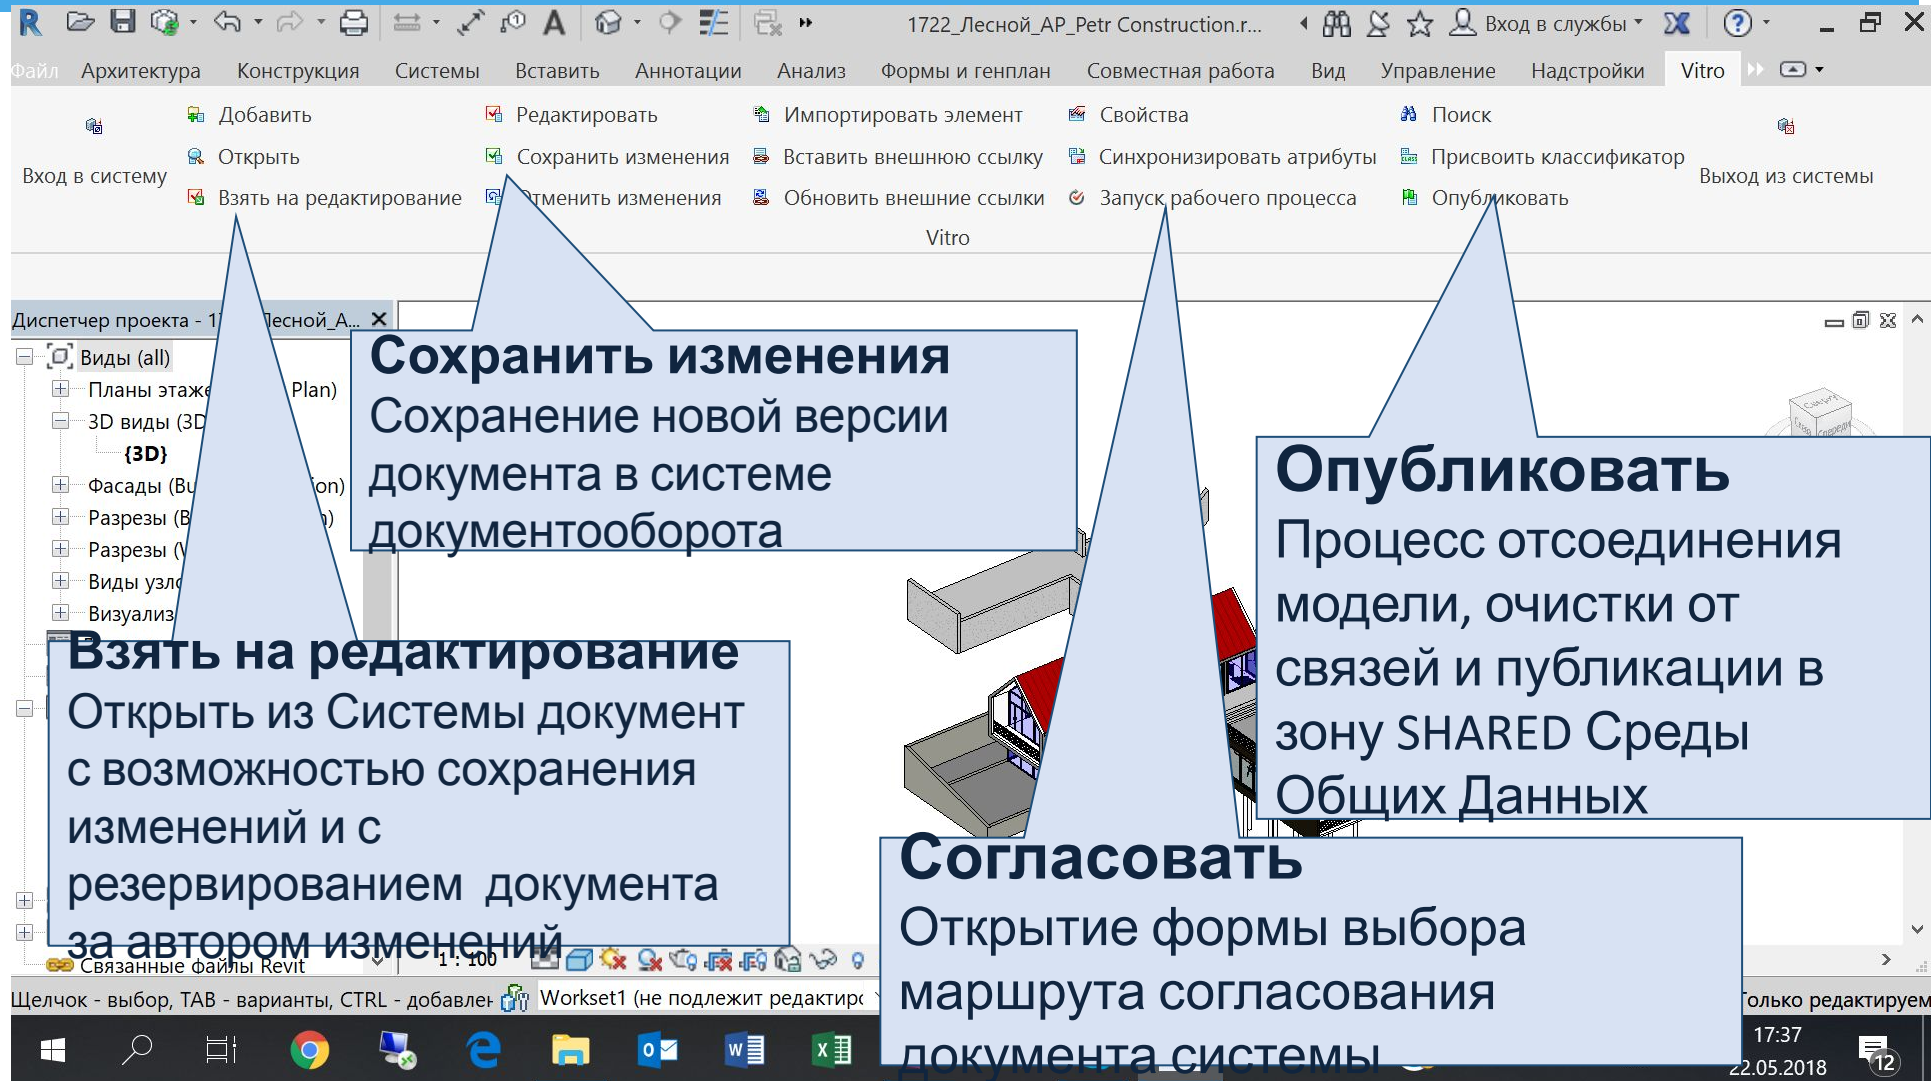 1722_Лесной_АР_Petr Construction.r...
Вход в службы
Файл Архитектура Конструкция Системы Вставить Аннотации Анализ Формы и генплан Совместная работа Вид Управление Надстройки Vitro
Вход в систему
Добавить
Открыть
Взять на редактирование
Редактировать
Сохранить изменения
Отменить изменения
Импортировать элемент
Вставить внешнюю ссылку
Обновить внешние ссылки
Свойства
Синхронизировать атрибуты
Запуск рабочего процесса
Поиск
Присвоить классификатор
Опубликовать
Выход из системы
Vitro
Диспетчер проекта - 1 Лесной_А...
Виды (all)
Планы этаже Plan)
3D виды (3D
{3D}
Фасады (Bu on)
Разрезы (B )
Разрезы (
Виды узло
Визуализ
Связанные файлы Revit
Сохранить изменения
Сохранение новой версии
документа в системе
документооборота
Взять на редактирование
Открыть из Системы документ
с возможностью сохранения
изменений и с
резервированием документа
за автором изменений
Опубликовать
Процесс отсоединения
модели, очистки от
связей и публикации в
зону SHARED Среды
Общих Данных
Согласовать
Открытие формы выбора
маршрута согласования
документа системы
1 : 100
Щелчок - выбор, TAB - варианты, CTRL - добавлен
Workset1 (не подлежит редактиро
олько редактируем
17:37
22.05.2018
12